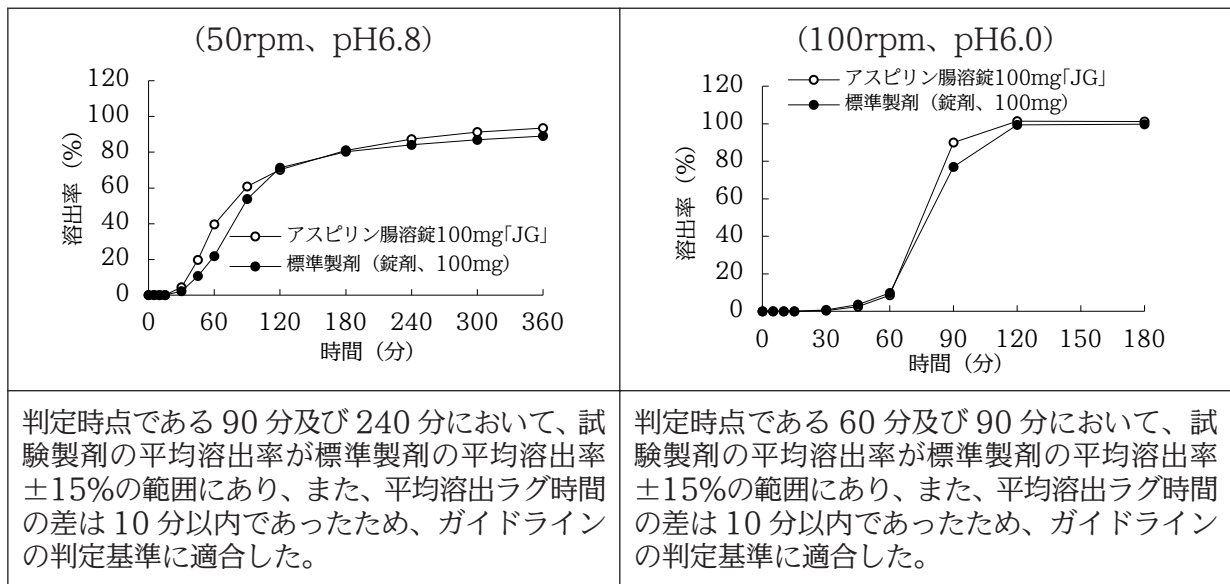 (50rpm、pH6.8)
120
100
80
60
40
20
0
溶出率（%）
アスピリン腸溶錠100mg「JG」
標準製剤（錠剤、100mg）
0 60 120 180 240 300 360
時間（分）
判定時点である 90 分及び 240 分において、試
験製剤の平均溶出率が標準製剤の平均溶出率
±15%の範囲にあり、また、平均溶出ラグ時間
の差は 10 分以内であったため、ガイドライン
の判定基準に適合した。
(100rpm、pH6.0)
アスピリン腸溶錠100mg「JG」
標準製剤（錠剤、100mg）
120
100
80
60
40
20
0
溶出率（%）
0 30 60 90 120 150 180
時間（分）
判定時点である 60 分及び 90 分において、試
験製剤の平均溶出率が標準製剤の平均溶出率
±15%の範囲にあり、また、平均溶出ラグ時間
の差は 10 分以内であったため、ガイドライン
の判定基準に適合した。